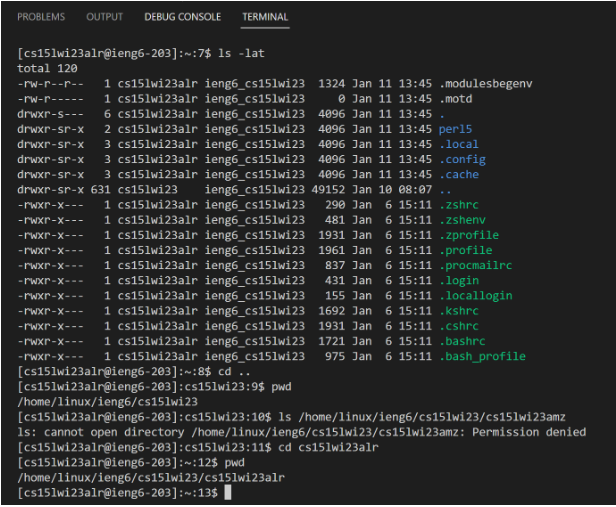 PROBLEMS OUTPUT DEBUG CONSOLE TERMINAL
[cs15lwi23alr@ieng6-203]:~:7$ ls -lat
total 120
-rw-r--r-- 1 cs15lwi23alr ieng6_cs15lwi23 1324 Jan 11 13:45 .modulesbegenv
-rw-r----- 1 cs15lwi23alr ieng6_cs15lwi23 0 Jan 11 13:45 .motd
drwxr-s--- 6 cs15lwi23alr ieng6_cs15lwi23 4096 Jan 11 13:45 .
drwxr-sr-x 2 cs15lwi23alr ieng6_cs15lwi23 4096 Jan 11 13:45 perl5
drwxr-sr-x 3 cs15lwi23alr ieng6_cs15lwi23 4096 Jan 11 13:45 .local
drwxr-sr-x 3 cs15lwi23alr ieng6_cs15lwi23 4096 Jan 11 13:45 .config
drwxr-sr-x 3 cs15lwi23alr ieng6_cs15lwi23 4096 Jan 11 13:45 .cache
drwxr-sr-x 631 cs15lwi23 ieng6_cs15lwi23 49152 Jan 10 08:07 ..
-rwxr-x--- 1 cs15lwi23alr ieng6_cs15lwi23 290 Jan 6 15:11 .zshrc
-rwxr-x--- 1 cs15lwi23alr ieng6_cs15lwi23 481 Jan 6 15:11 .zshenv
-rwxr-x--- 1 cs15lwi23alr ieng6_cs15lwi23 1931 Jan 6 15:11 .zprofile
-rwxr-x--- 1 cs15lwi23alr ieng6_cs15lwi23 1961 Jan 6 15:11 .profile
-rwxr-x--- 1 cs15lwi23alr ieng6_cs15lwi23 837 Jan 6 15:11 .procmailrc
-rwxr-x--- 1 cs15lwi23alr ieng6_cs15lwi23 431 Jan 6 15:11 .login
-rwxr-x--- 1 cs15lwi23alr ieng6_cs15lwi23 155 Jan 6 15:11 .locallogin
-rwxr-x--- 1 cs15lwi23alr ieng6_cs15lwi23 1692 Jan 6 15:11 .kshrc
-rwxr-x--- 1 cs15lwi23alr ieng6_cs15lwi23 1931 Jan 6 15:11 .cshrc
-rwxr-x--- 1 cs15lwi23alr ieng6_cs15lwi23 1721 Jan 6 15:11 .bashrc
-rwxr-x--- 1 cs15lwi23alr ieng6_cs15lwi23 975 Jan 6 15:11 .bash_profile
[cs15lwi23alr@ieng6-203]:~:8$ cd ..
[cs15lwi23alr@ieng6-203]:cs15lwi23:9$ pwd
/home/linux/ieng6/cs15lwi23
[cs15lwi23alr@ieng6-203]:cs15lwi23:10$ ls /home/linux/ieng6/cs15lwi23/cs15lwi23amz
ls: cannot open directory /home/linux/ieng6/cs15lwi23/cs15lwi23amz: Permission denied
[cs15lwi23alr@ieng6-203]:cs15lwi23:11$ cd cs15lwi23alr
[cs15lwi23alr@ieng6-203]:~:12$ pwd
/home/linux/ieng6/cs15lwi23/cs15lwi23alr
[cs15lwi23alr@ieng6-203]:~:13$